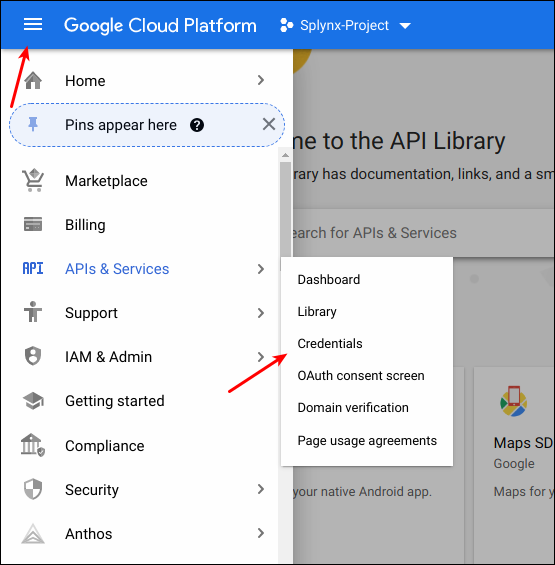 Google Cloud Platform
Splynx-Project
Home
Pins appear here ?
Marketplace
Billing
API APIs & Services
Support
IAM & Admin
Getting started
Compliance
Security
Anthos
Dashboard
Library
Credentials
OAuth consent screen
Domain verification
Page usage agreements
me to the API Library
rary has documentation, links, and a sm
earch for APIs & Services
your native Android app.
Maps SD
Google
Maps for y